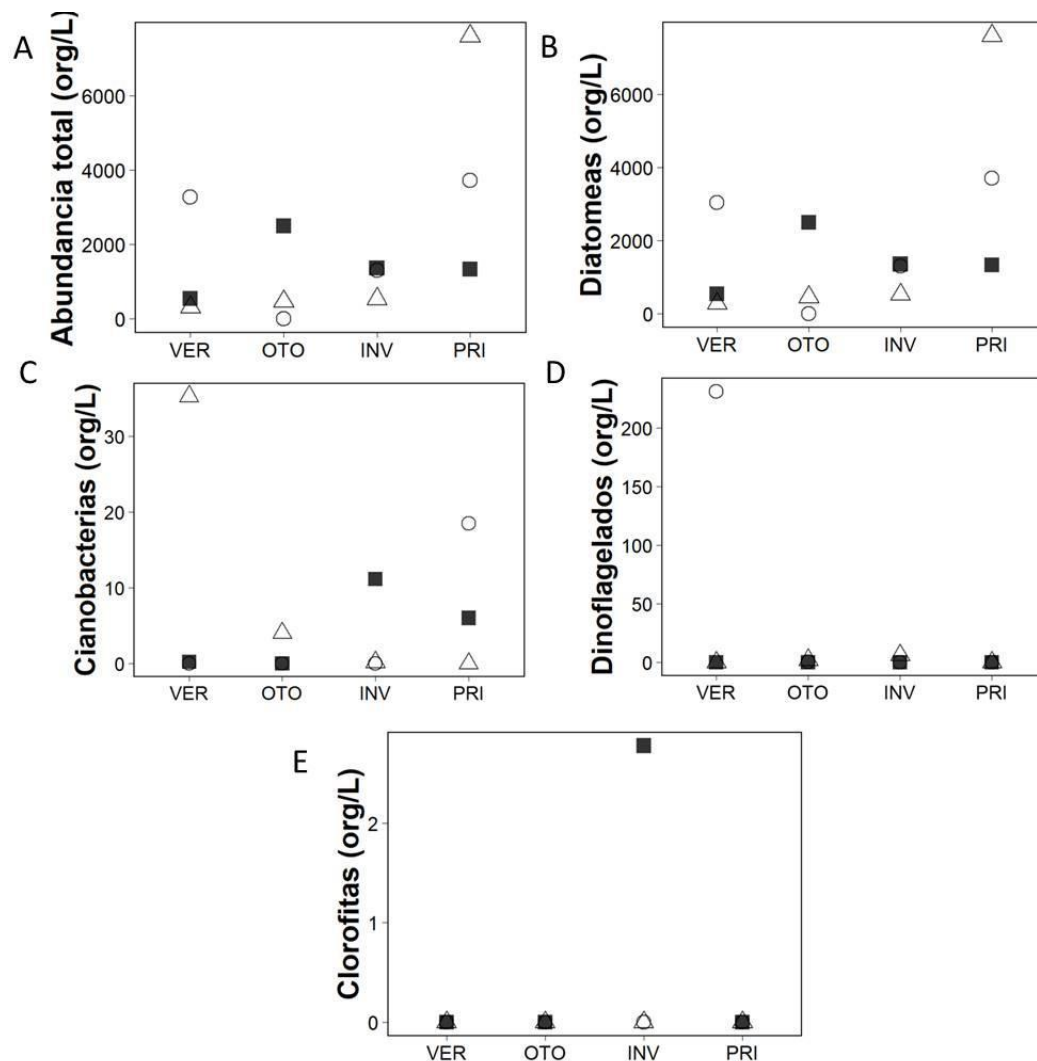 A
Abundancia total (org/L)
6000
4000
2000
0
VER OTO INV PRI
B
Diatomeas (org/L)
6000
4000
2000
0
VER OTO INV PRI
C
Cianobacterias (org/L)
30
20
10
0
VER OTO INV PRI
D
Dinoflagelados (org/L)
200
150
100
50
0
VER OTO INV PRI
E
Clorofitas (org/L)
2
1
0
VER OTO INV PRI